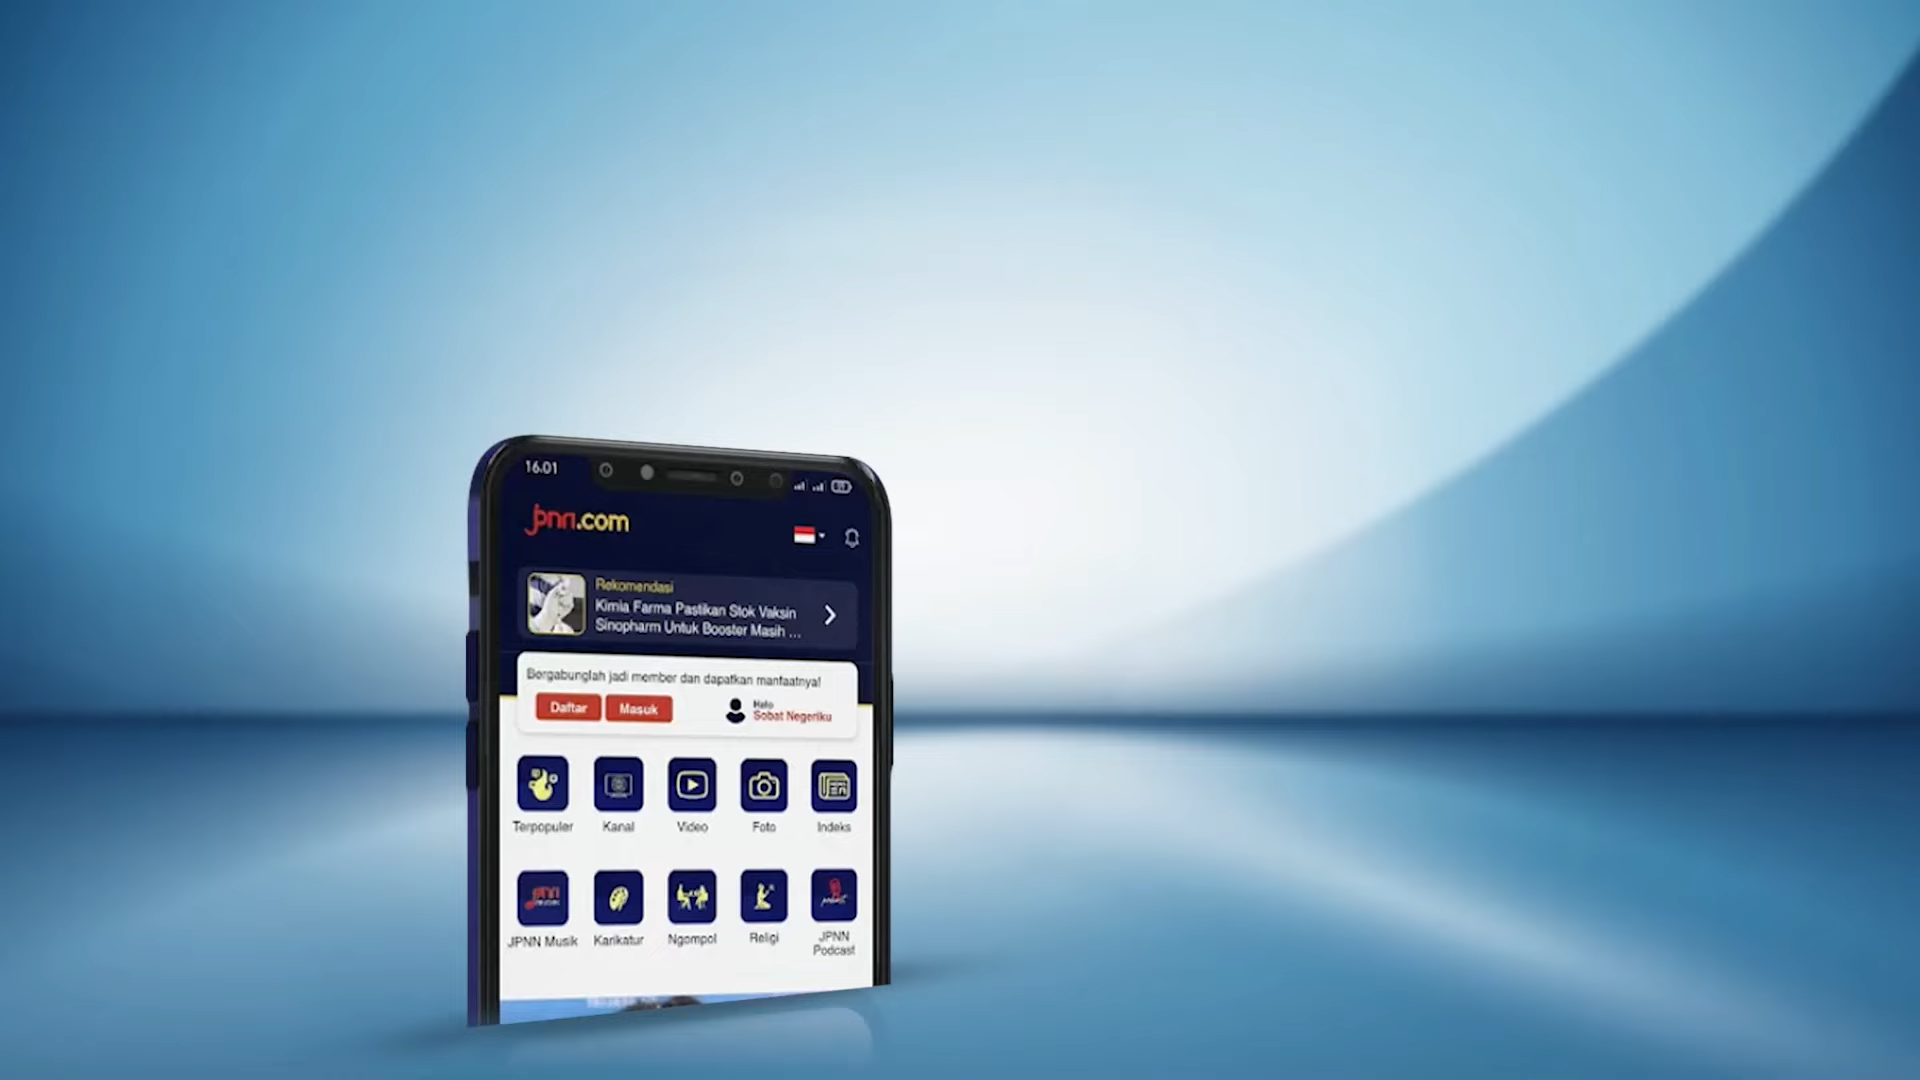 16.01
jpnn.com
Rekomendasi
Kimia Farma Pastikan Stok Vaksin
Sinopharm Untuk Booster Masih ...
Bergabunglah jadi member dan dapatkan manfaatnya!
Daftar
Masuk
Halo
Sobat Negeriku
Terpopuler
Kanal
Video
Foto
Indeks
JPNN Musik
Karikatur
Ngompol
Religi
JPNN
Podcast